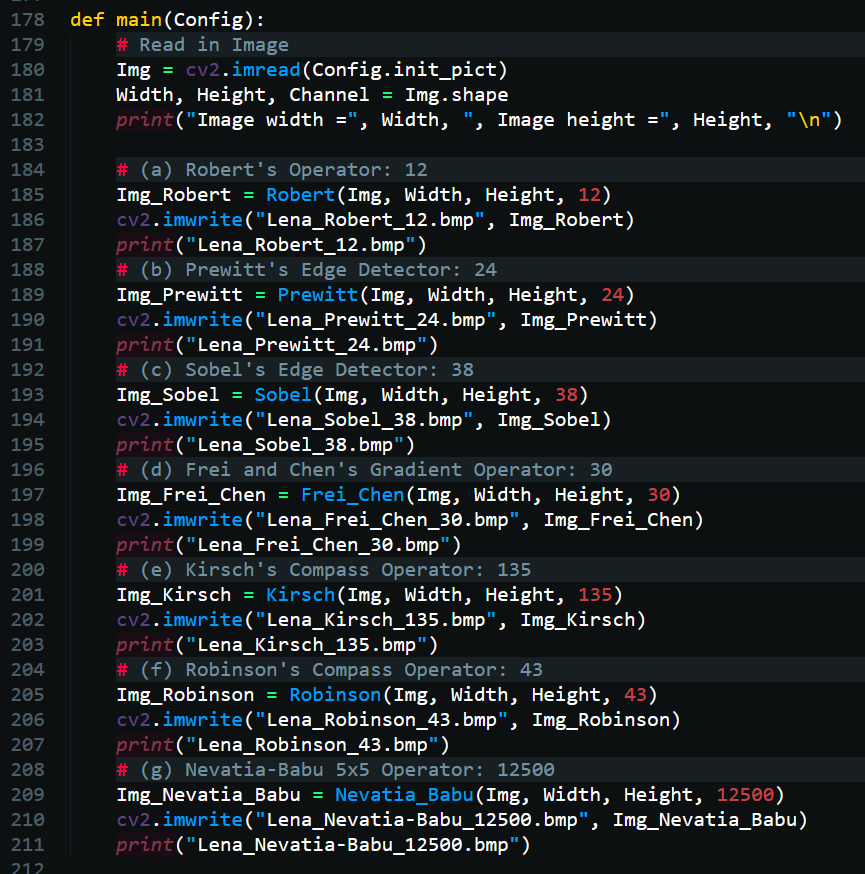 178 def main(Config):
179     # Read in Image
180     Img = cv2.imread(Config.init_pict)
181     Width, Height, Channel = Img.shape
182     print("Image width =", Width, ", Image height =", Height, "\n")
183
184     # (a) Robert's Operator: 12
185     Img_Robert = Robert(Img, Width, Height, 12)
186     cv2.imwrite("Lena_Robert_12.bmp", Img_Robert)
187     print("Lena_Robert_12.bmp")
188     # (b) Prewitt's Edge Detector: 24
189     Img_Prewitt = Prewitt(Img, Width, Height, 24)
190     cv2.imwrite("Lena_Prewitt_24.bmp", Img_Prewitt)
191     print("Lena_Prewitt_24.bmp")
192     # (c) Sobel's Edge Detector: 38
193     Img_Sobel = Sobel(Img, Width, Height, 38)
194     cv2.imwrite("Lena_Sobel_38.bmp", Img_Sobel)
195     print("Lena_Sobel_38.bmp")
196     # (d) Frei and Chen's Gradient Operator: 30
197     Img_Frei_Chen = Frei_Chen(Img, Width, Height, 30)
198     cv2.imwrite("Lena_Frei_Chen_30.bmp", Img_Frei_Chen)
199     print("Lena_Frei_Chen_30.bmp")
200     # (e) Kirsch's Compass Operator: 135
201     Img_Kirsch = Kirsch(Img, Width, Height, 135)
202     cv2.imwrite("Lena_Kirsch_135.bmp", Img_Kirsch)
203     print("Lena_Kirsch_135.bmp")
204     # (f) Robinson's Compass Operator: 43
205     Img_Robinson = Robinson(Img, Width, Height, 43)
206     cv2.imwrite("Lena_Robinson_43.bmp", Img_Robinson)
207     print("Lena_Robinson_43.bmp")
208     # (g) Nevatia-Babu 5x5 Operator: 12500
209     Img_Nevatia_Babu = Nevatia_Babu(Img, Width, Height, 12500)
210     cv2.imwrite("Lena_Nevatia-Babu_12500.bmp", Img_Nevatia_Babu)
211     print("Lena_Nevatia-Babu_12500.bmp")
212